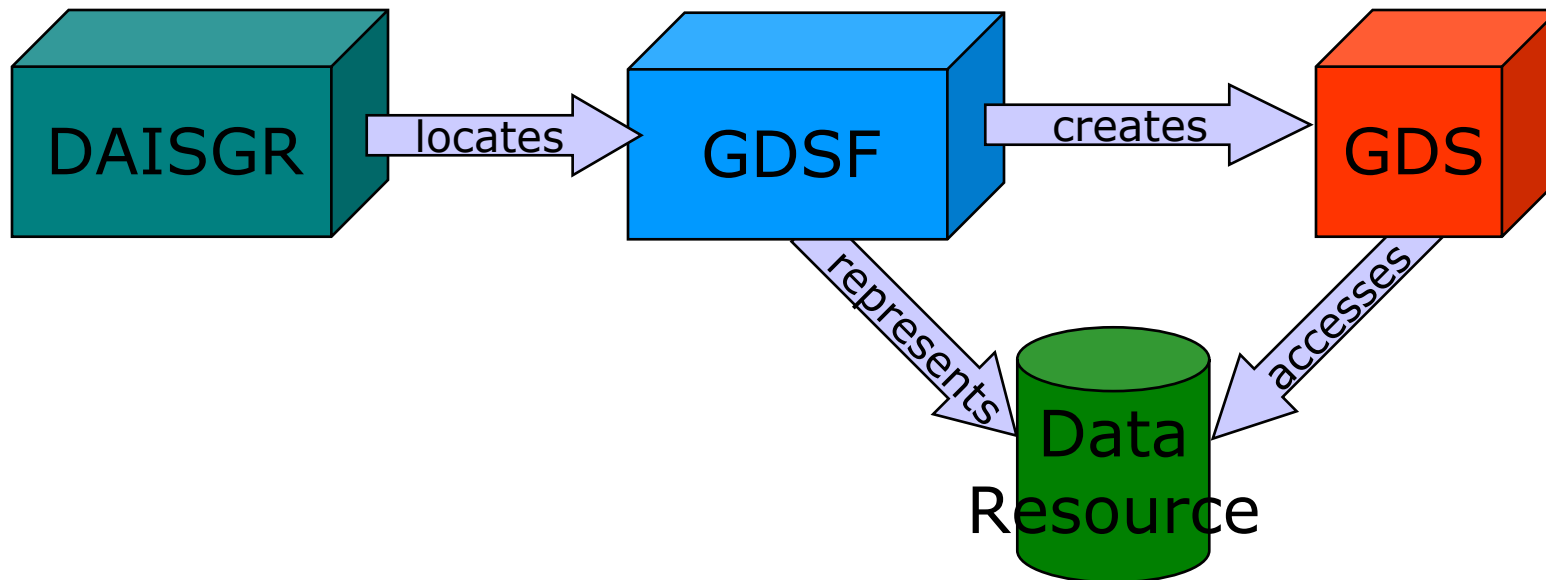 DAISGR
locates
GDSF
creates
GDS
represents
accesses
Data
Resource